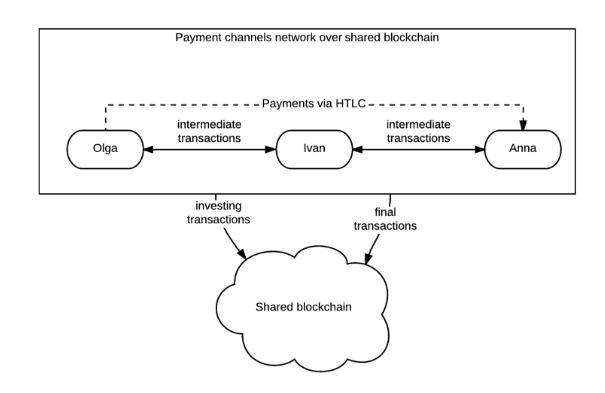 Payment channels network over shared blockchain
Payments via HTLC
intermediate
transactions
intermediate
transactions
Olga
Ivan
Anna
investing
transactions
final
transactions
Shared blockchain